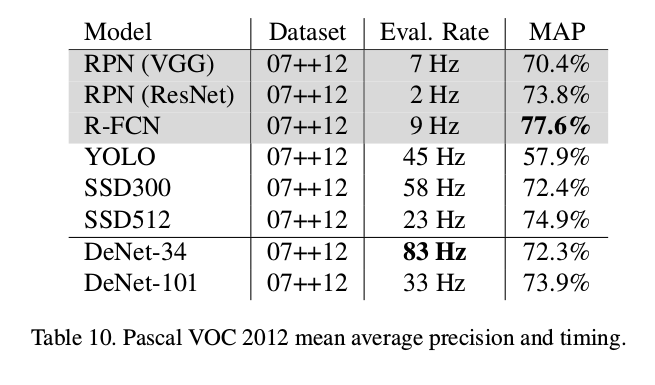 Model Dataset Eval. Rate MAP
RPN (VGG) 07++12 7 Hz 70.4%
RPN (ResNet) 07++12 2 Hz 73.8%
R-FCN 07++12 9 Hz 77.6%
YOLO 07++12 45 Hz 57.9%
SSD300 07++12 58 Hz 72.4%
SSD512 07++12 23 Hz 74.9%
DeNet-34 07++12 83 Hz 72.3%
DeNet-101 07++12 33 Hz 73.9%
Table 10. Pascal VOC 2012 mean average precision and timing.